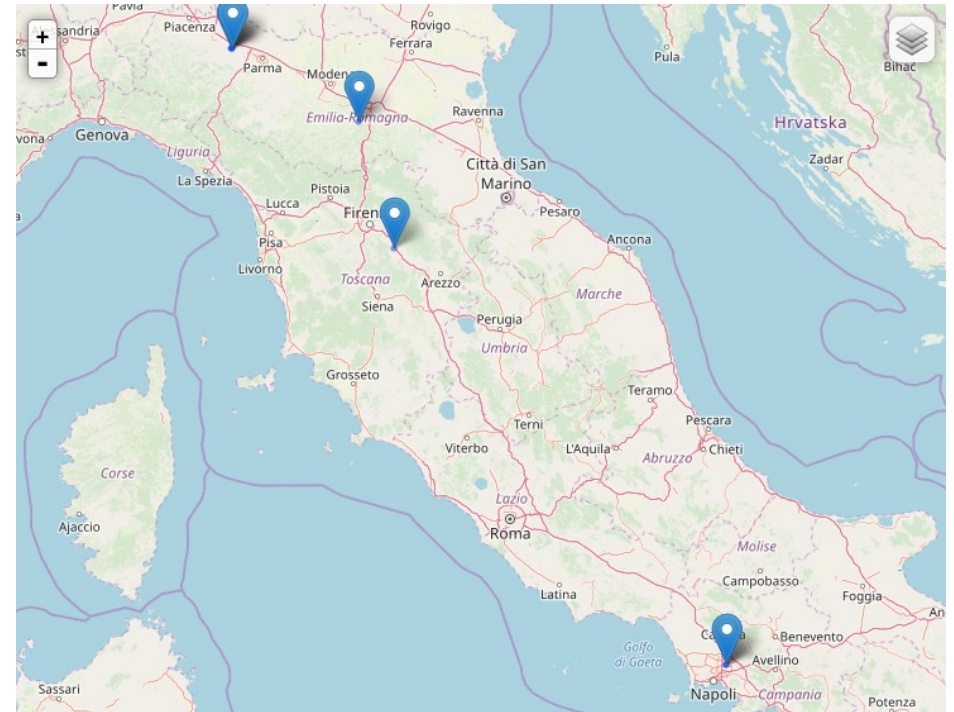 Pavia
Piacenza
Rovigo
Ferrara
Pula
Bihać
+
-
Parma
Genova
Emilia-Romagna
Ravenna
Hrvatska
Liguria
La Spezia
Pistoia
Lucca
Città di San
Marino
Zadar
Pesaro
Pisa
Livorno
Ancona
Toscana
Arezzo
Siena
Marche
Perugia
Umbria
Grosseto
Teramo
Terni
Pescara
Viterbo
L'Aquila
Chieti
Abruzzo
Corse
Lazio
Ajaccio
Roma
Molise
Campobasso
Latina
Foggia
An
Benevento
Golfo
di Gaeta
Avellino
Sassari
Napoli
Campania
Potenza